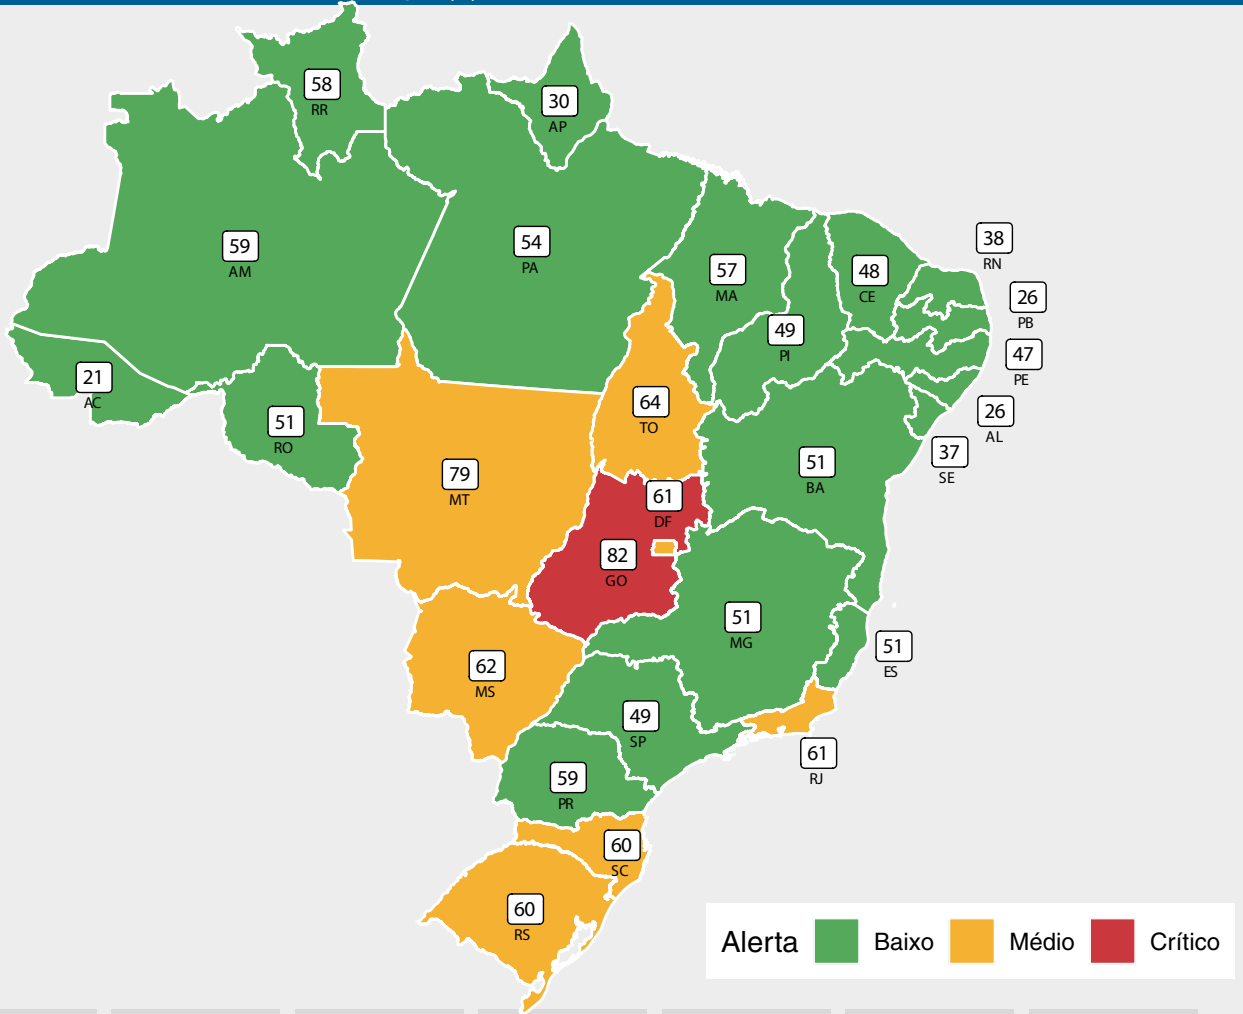 58
RR
30
AP
59
AM
54
PA
57
MA
48
CE
38
RN
26
PB
49
PI
47
PE
21
AC
51
RO
64
TO
26
AL
37
SE
51
BA
79
MT
61
DF
82
GO
51
MG
51
ES
62
MS
49
SP
61
RJ
59
PR
60
SC
60
RS
Alerta Baixo Médio Crítico